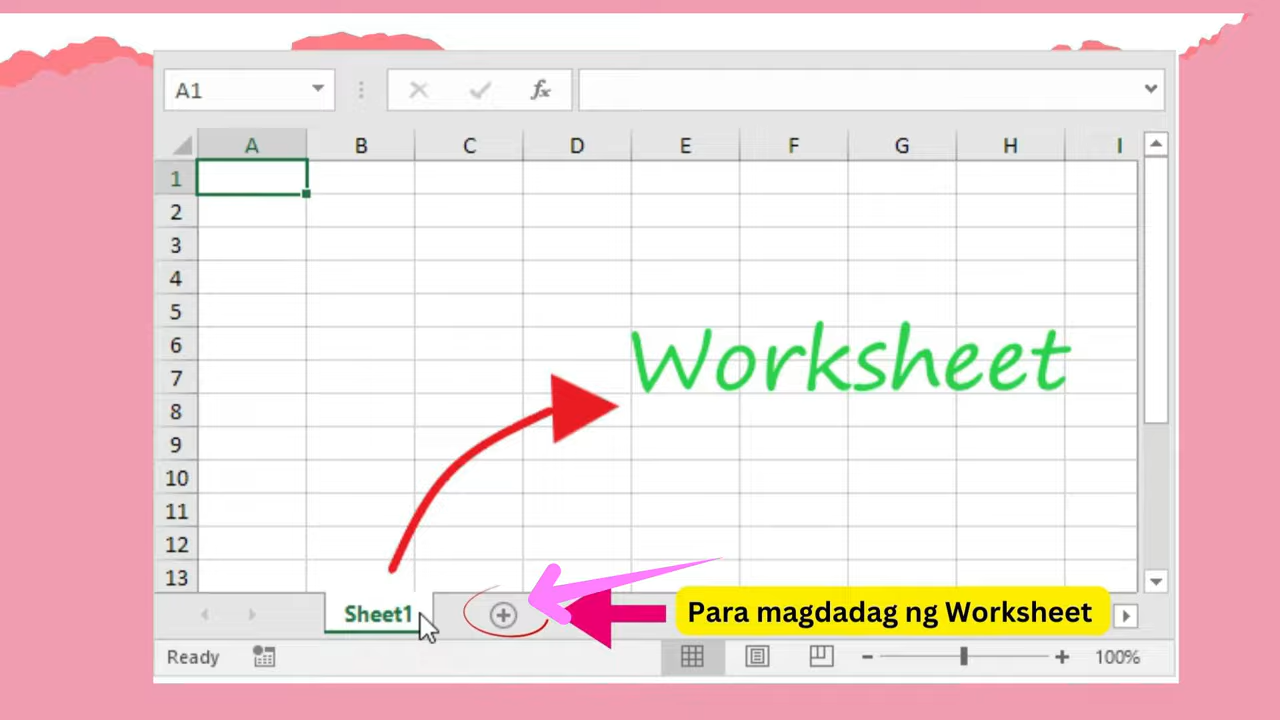 A1
fx
A B C D E F G H I
1
2
3
4
5
6
Worksheet
7
8
9
10
11
12
13
Sheet1
Para magdadag ng Worksheet
Ready
100%